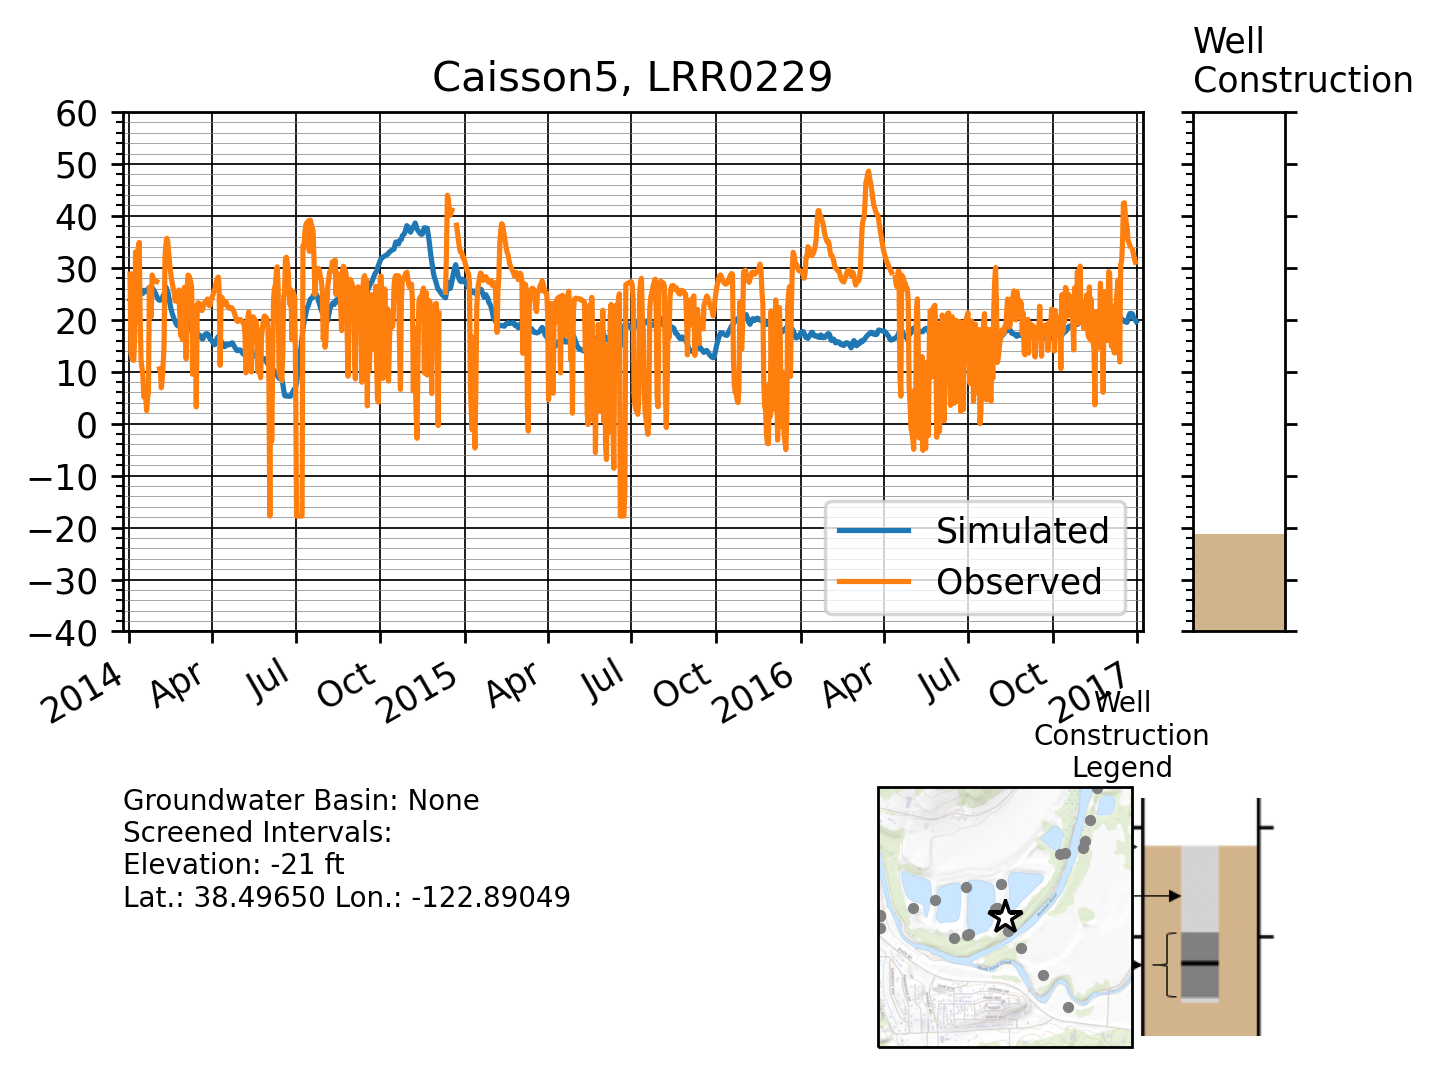 Well
Construction
Caisson5, LRR0229
60
50
40
30
20
10
0
−10
−20
−30
−40
2014
Apr
Jul
Oct
2015
Apr
Jul
Oct
2016
Apr
Jul
Oct
2017
Simulated
Observed
Well
Construction
Legend
Groundwater Basin: None
Screened Intervals:
Elevation: -21 ft
Lat.: 38.49650 Lon.: -122.89049